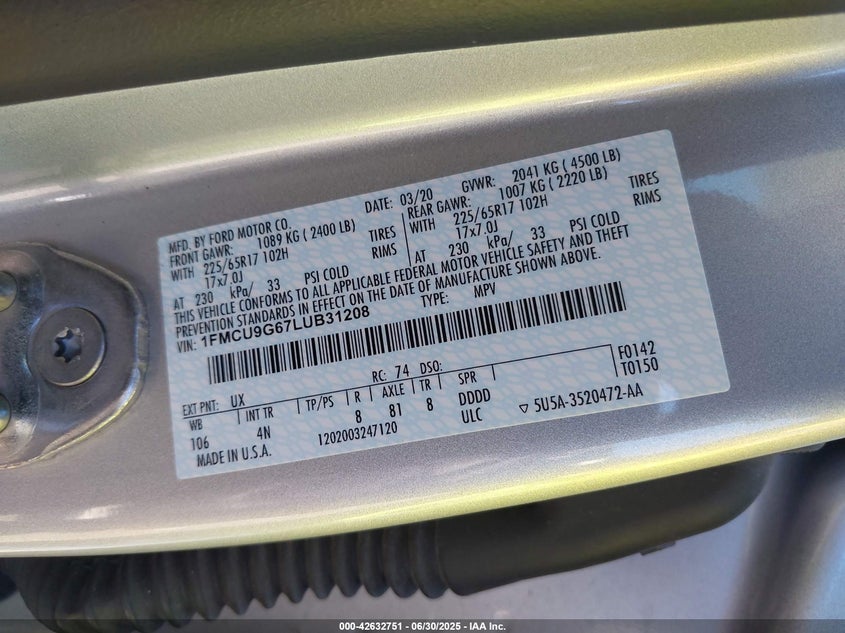 MFD. BY FORD MOTOR CO. DATE: 03/20 GVWR: 2041 KG ( 4500 LB)
FRONT GAWR: 1089 KG ( 2400 LB) REAR GAWR: 1007 KG ( 2220 LB)
WITH 225/65R17 102H TIRES WITH 225/65R17 102H TIRES
17x7.0J RIMS 17x7.0J RIMS
AT 230 kPa/ 33 PSI COLD AT 230 kPa/ 33 PSI COLD
THIS VEHICLE CONFORMS TO ALL APPLICABLE FEDERAL MOTOR VEHICLE SAFETY AND THEFT
PREVENTION STANDARDS IN EFFECT ON THE DATE OF MANUFACTURE SHOWN ABOVE.
VIN: 1FMCU9G67LUB31208 TYPE: MPV
RC: 74 DSO: F0142
EXT PNT: UX T0150
WB INT TR TP/PS R AXLE TR SPR
106 4N 8 81 8 DDDD
ULC 5U5A-3520472-AA
MADE IN U.S.A. 1202003247120
000-42632751 — 06/30/2025 — IAA Inc.